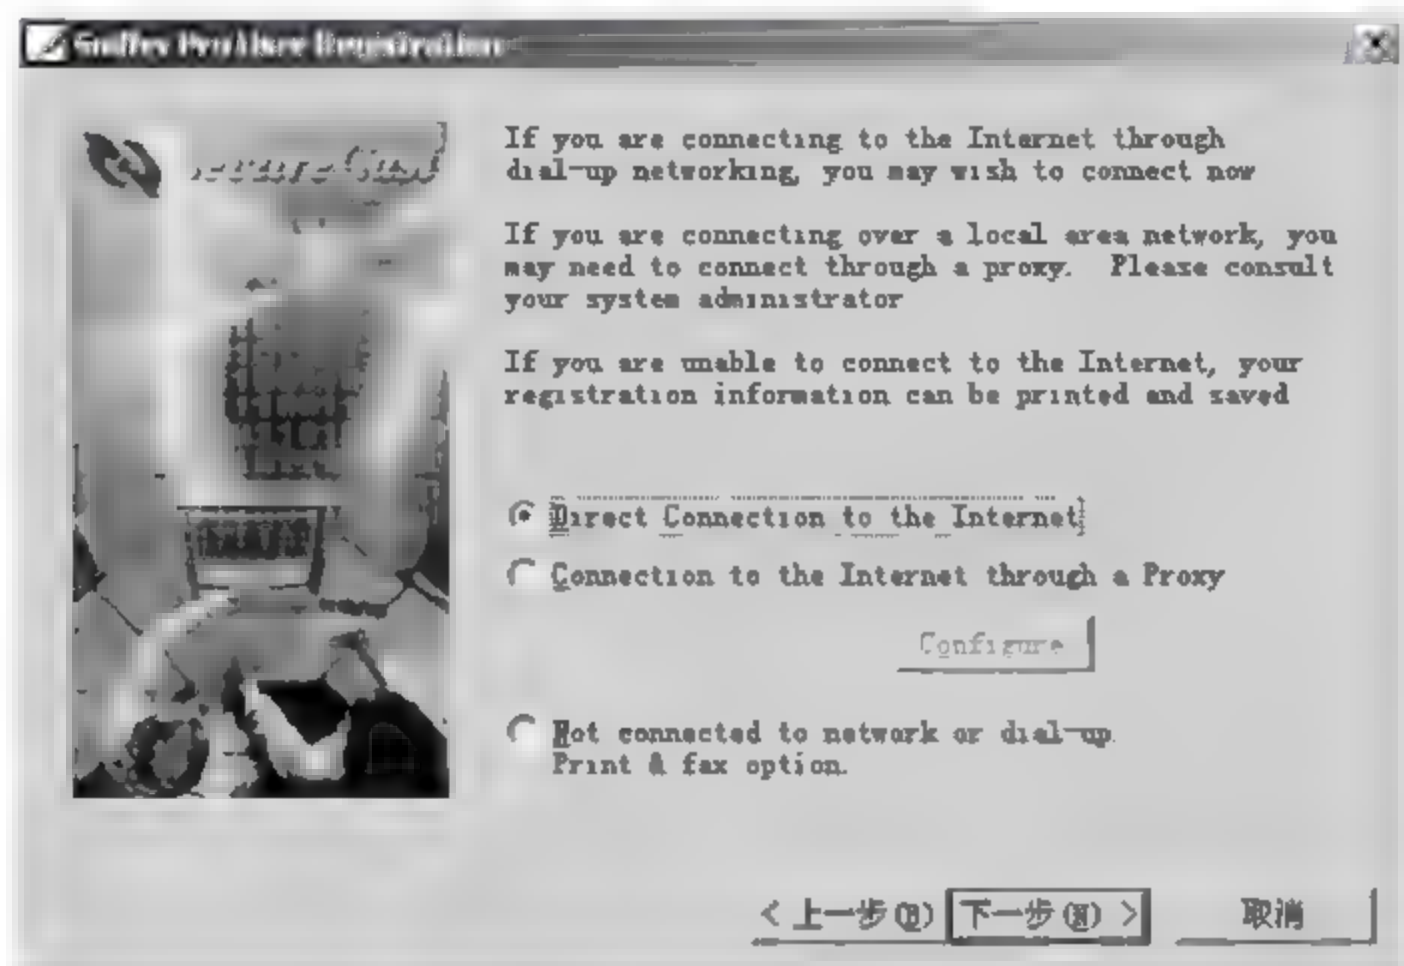 Sniffer Pro User Registration
If you are connecting to the Internet through
dial-up networking, you may wish to connect now
If you are connecting over a local area network, you
may need to connect through a proxy.  Please consult
your system administrator
If you are unable to connect to the Internet, your
registration information can be printed and saved
Direct Connection to the Internet
Connection to the Internet through a Proxy
Configure
Not connected to network or dial-up.
Print & fax option.
< 上一步(B) 下一步(N) > 取消